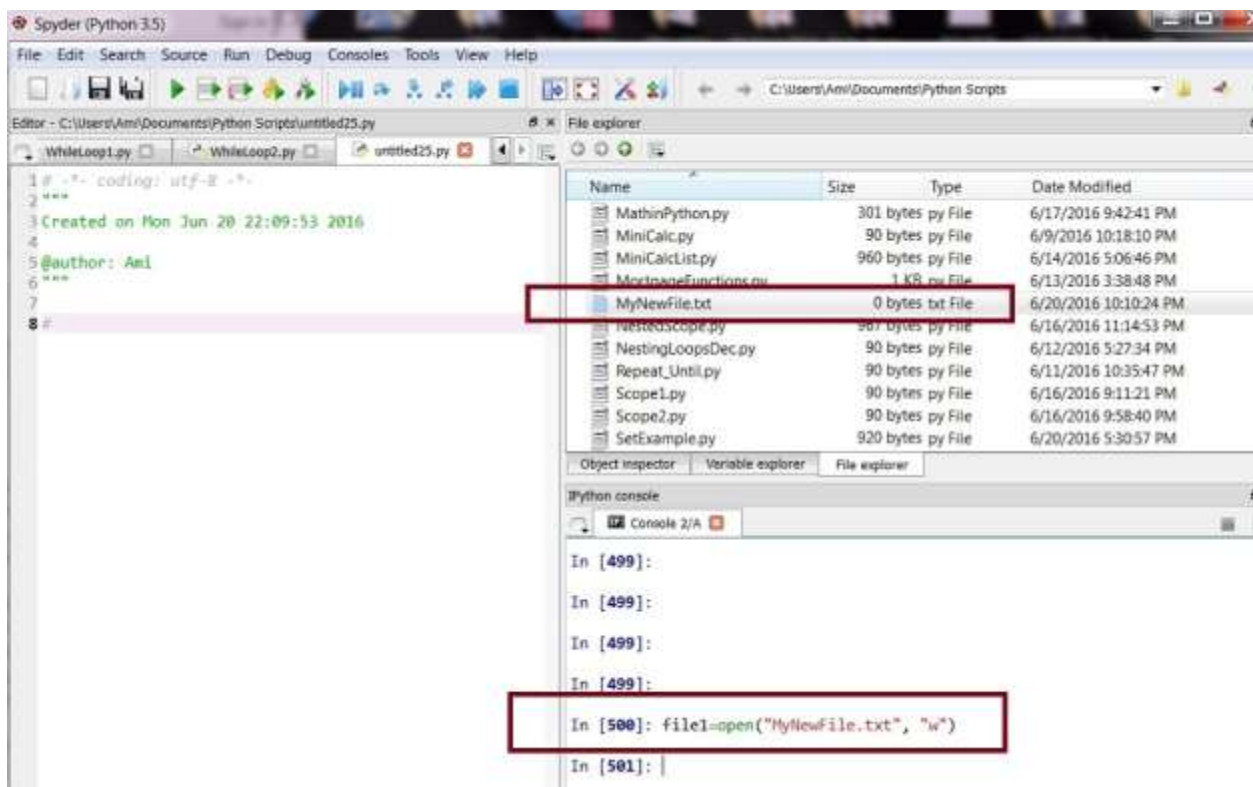 Spyder (Python 3.5)
File Edit Search Source Run Debug Consoles Tools View Help
C:\Users\Ami\Documents\Python Scripts
Editor - C:\Users\Ami\Documents\Python Scripts\untitled25.py
WhileLoop1.py WhileLoop2.py untitled25.py
1 # -*- coding: utf-8 -*-
2 """
3 Created on Mon Jun 20 22:09:53 2016
4
5 @author: Ami
6 """
7
8 #
File explorer
Name Size Type Date Modified
MathinPython.py 301 bytes py File 6/17/2016 9:42:41 PM
MiniCalc.py 90 bytes py File 6/9/2016 10:18:10 PM
MiniCalcList.py 960 bytes py File 6/14/2016 5:06:46 PM
MortgageFunctions.py 1 KB py File 6/13/2016 3:38:48 PM
MyNewFile.txt 0 bytes txt File 6/20/2016 10:10:24 PM
NestedScope.py 967 bytes py File 6/16/2016 11:14:53 PM
NestingLoopsDec.py 90 bytes py File 6/12/2016 5:27:34 PM
Repeat_Until.py 90 bytes py File 6/11/2016 10:35:47 PM
Scope1.py 90 bytes py File 6/16/2016 9:11:21 PM
Scope2.py 90 bytes py File 6/16/2016 9:58:40 PM
SetExample.py 920 bytes py File 6/20/2016 5:30:57 PM
Object inspector Variable explorer File explorer
IPython console
Console 2/A
In [499]:
In [499]:
In [499]:
In [499]:
In [500]: file1=open("MyNewFile.txt", "w")
In [501]: